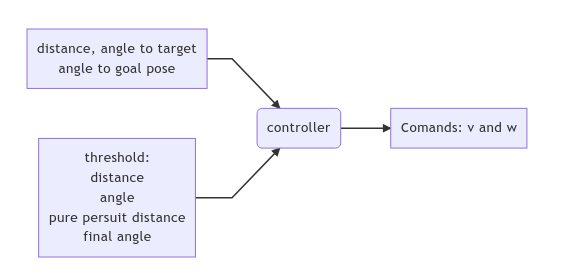 distance, angle to target
angle to goal pose
controller
Comands: v and w
threshold:
distance
angle
pure persuit distance
final angle